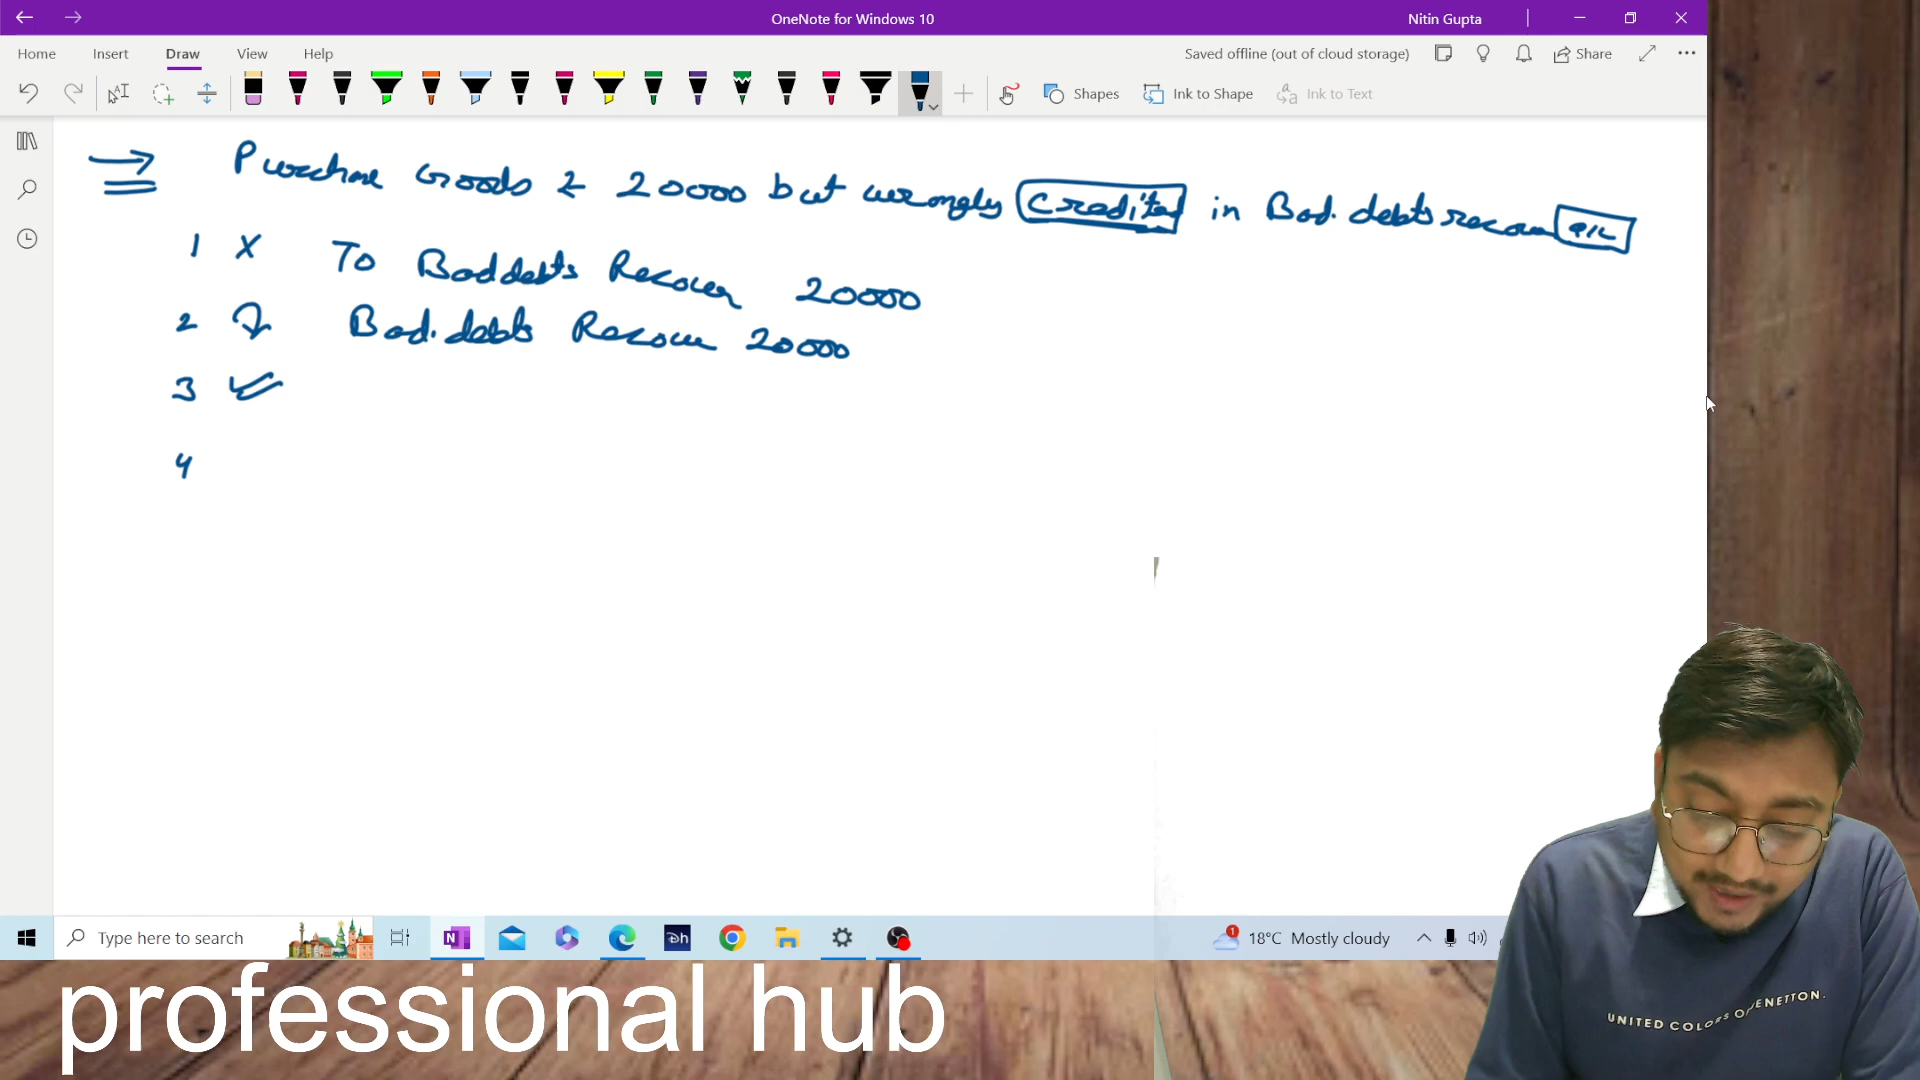 OneNote for Windows 10
Nitin Gupta
Home Insert Draw View Help
Saved offline (out of cloud storage)
Share
Shapes
Ink to Shape
Ink to Text
Purchase Goods 20000 but wrongly Credited in Bad. debts recover a/c
1 X To Bad debts Recover 20000
2 Bad. debts Recover 20000
3
4
Type here to search
Dh
1
18°C Mostly cloudy
UNITED COLORS OF BENETTON.
professional hub